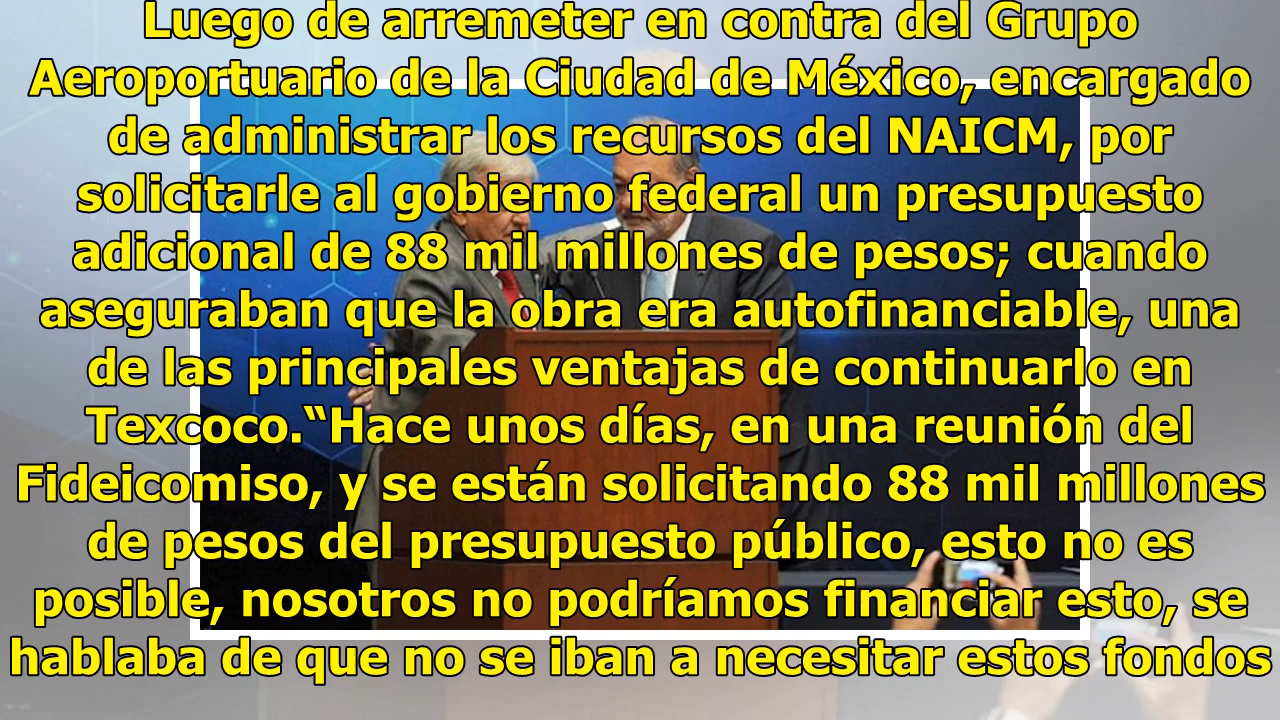 Luego de arremeter en contra del Grupo
Aeroportuario de la Ciudad de México, encargado
de administrar los recursos del NAICM, por
solicitarle al gobierno federal un presupuesto
adicional de 88 mil millones de pesos; cuando
aseguraban que la obra era autofinanciable, una
de las principales ventajas de continuarlo en
Texcoco.“Hace unos días, en una reunión del
Fideicomiso, y se están solicitando 88 mil millones
de pesos del presupuesto público, esto no es
posible, nosotros no podríamos financiar esto, se
hablaba de que no se iban a necesitar estos fondos